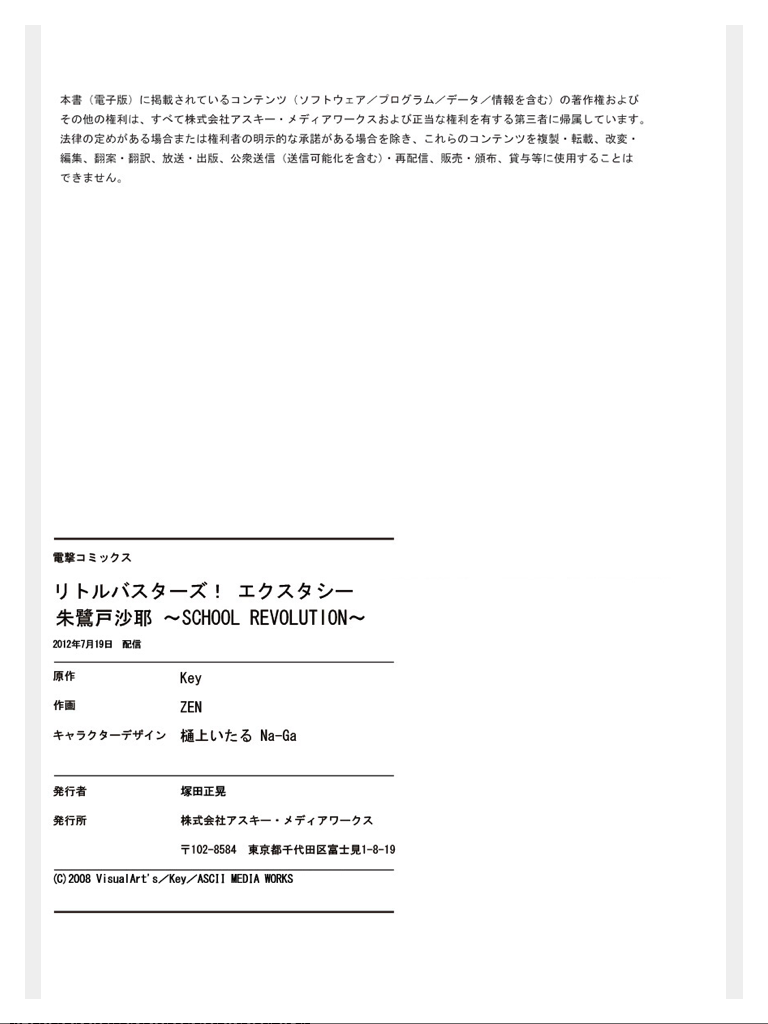 本書（電子版）に掲載されているコンテンツ（ソフトウェア／プログラム／データ／情報を含む）の著作権および
その他の権利は、すべて株式会社アスキー・メディアワークスおよび正当な権利を有する第三者に帰属しています。
法律の定めがある場合または権利者の明示的な承諾がある場合を除き、これらのコンテンツを複製・転載、改変・
編集、翻案・翻訳、放送・出版、公衆送信（送信可能化を含む）・再配信、販売・頒布、貸与等に使用することは
できません。
電撃コミックス
リトルバスターズ！ エクスタシー
朱鷺戸沙耶 ～SCHOOL REVOLUTION～
2012年7月19日　配信
原作　Key
作画　ZEN
キャラクターデザイン　樋上いたる Na-Ga
発行者　塚田正晃
発行所　株式会社アスキー・メディアワークス
〒102-8584　東京都千代田区富士見1-8-19
(C)2008 VisualArt's／Key／ASCII MEDIA WORKS